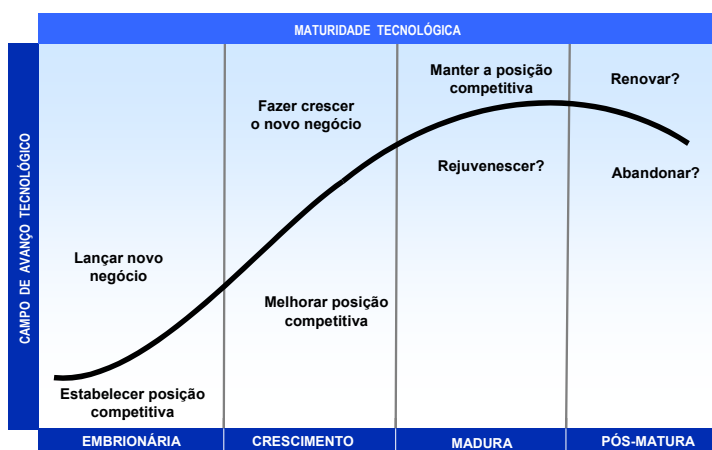 MATURIDADE TECNOLÓGICA
CAMPO DE AVANÇO TECNOLÓGICO
Lançar novo
negócio
Estabelecer posição
competitiva
Fazer crescer
o novo negócio
Melhorar posição
competitiva
Manter a posição
competitiva
Rejuvenescer?
Renovar?
Abandonar?
EMBRIONÁRIA
CRESCIMENTO
MADURA
PÓS-MATURA